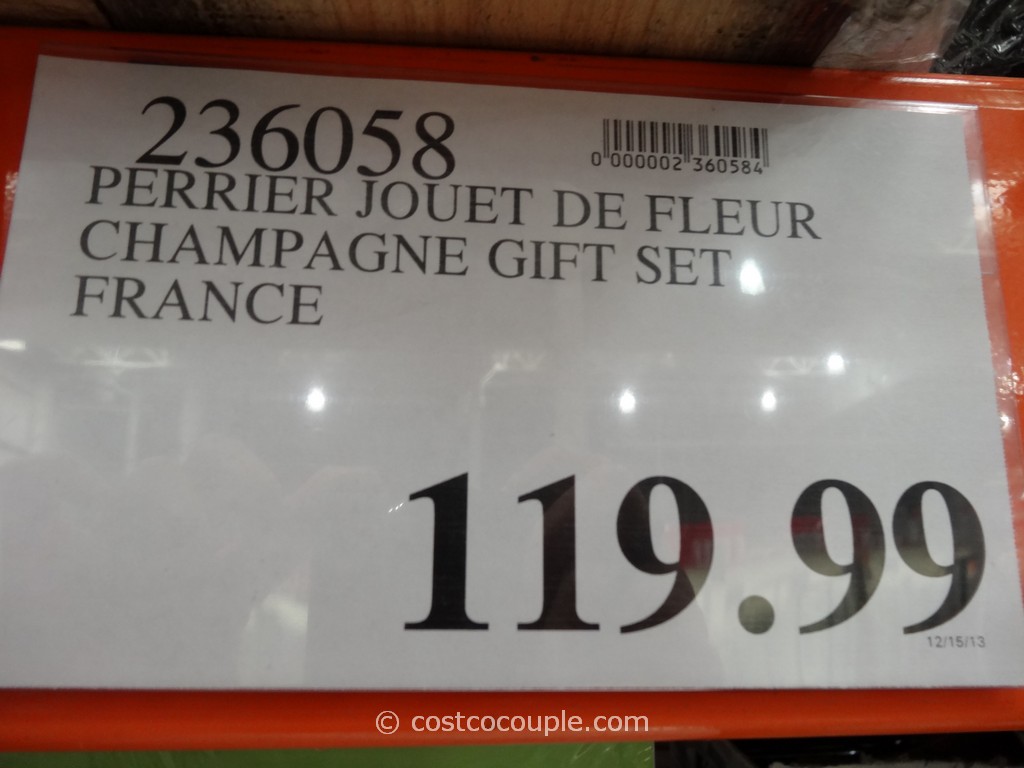 236058
0 000002 360584
PERRIER JOUET DE FLEUR
CHAMPAGNE GIFT SET
FRANCE
119.99
12/15/13
© costcocouple.com